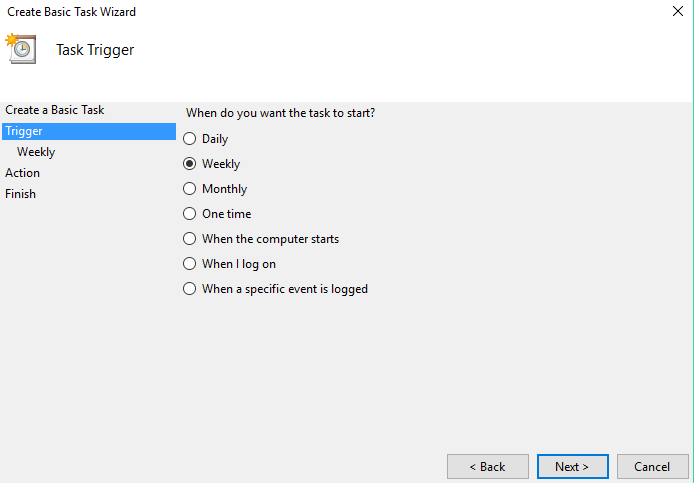 Create Basic Task Wizard
Task Trigger
Create a Basic Task
Trigger
Weekly
Action
Finish
When do you want the task to start?
Daily
Weekly
Monthly
One time
When the computer starts
When I log on
When a specific event is logged
< Back
Next >
Cancel